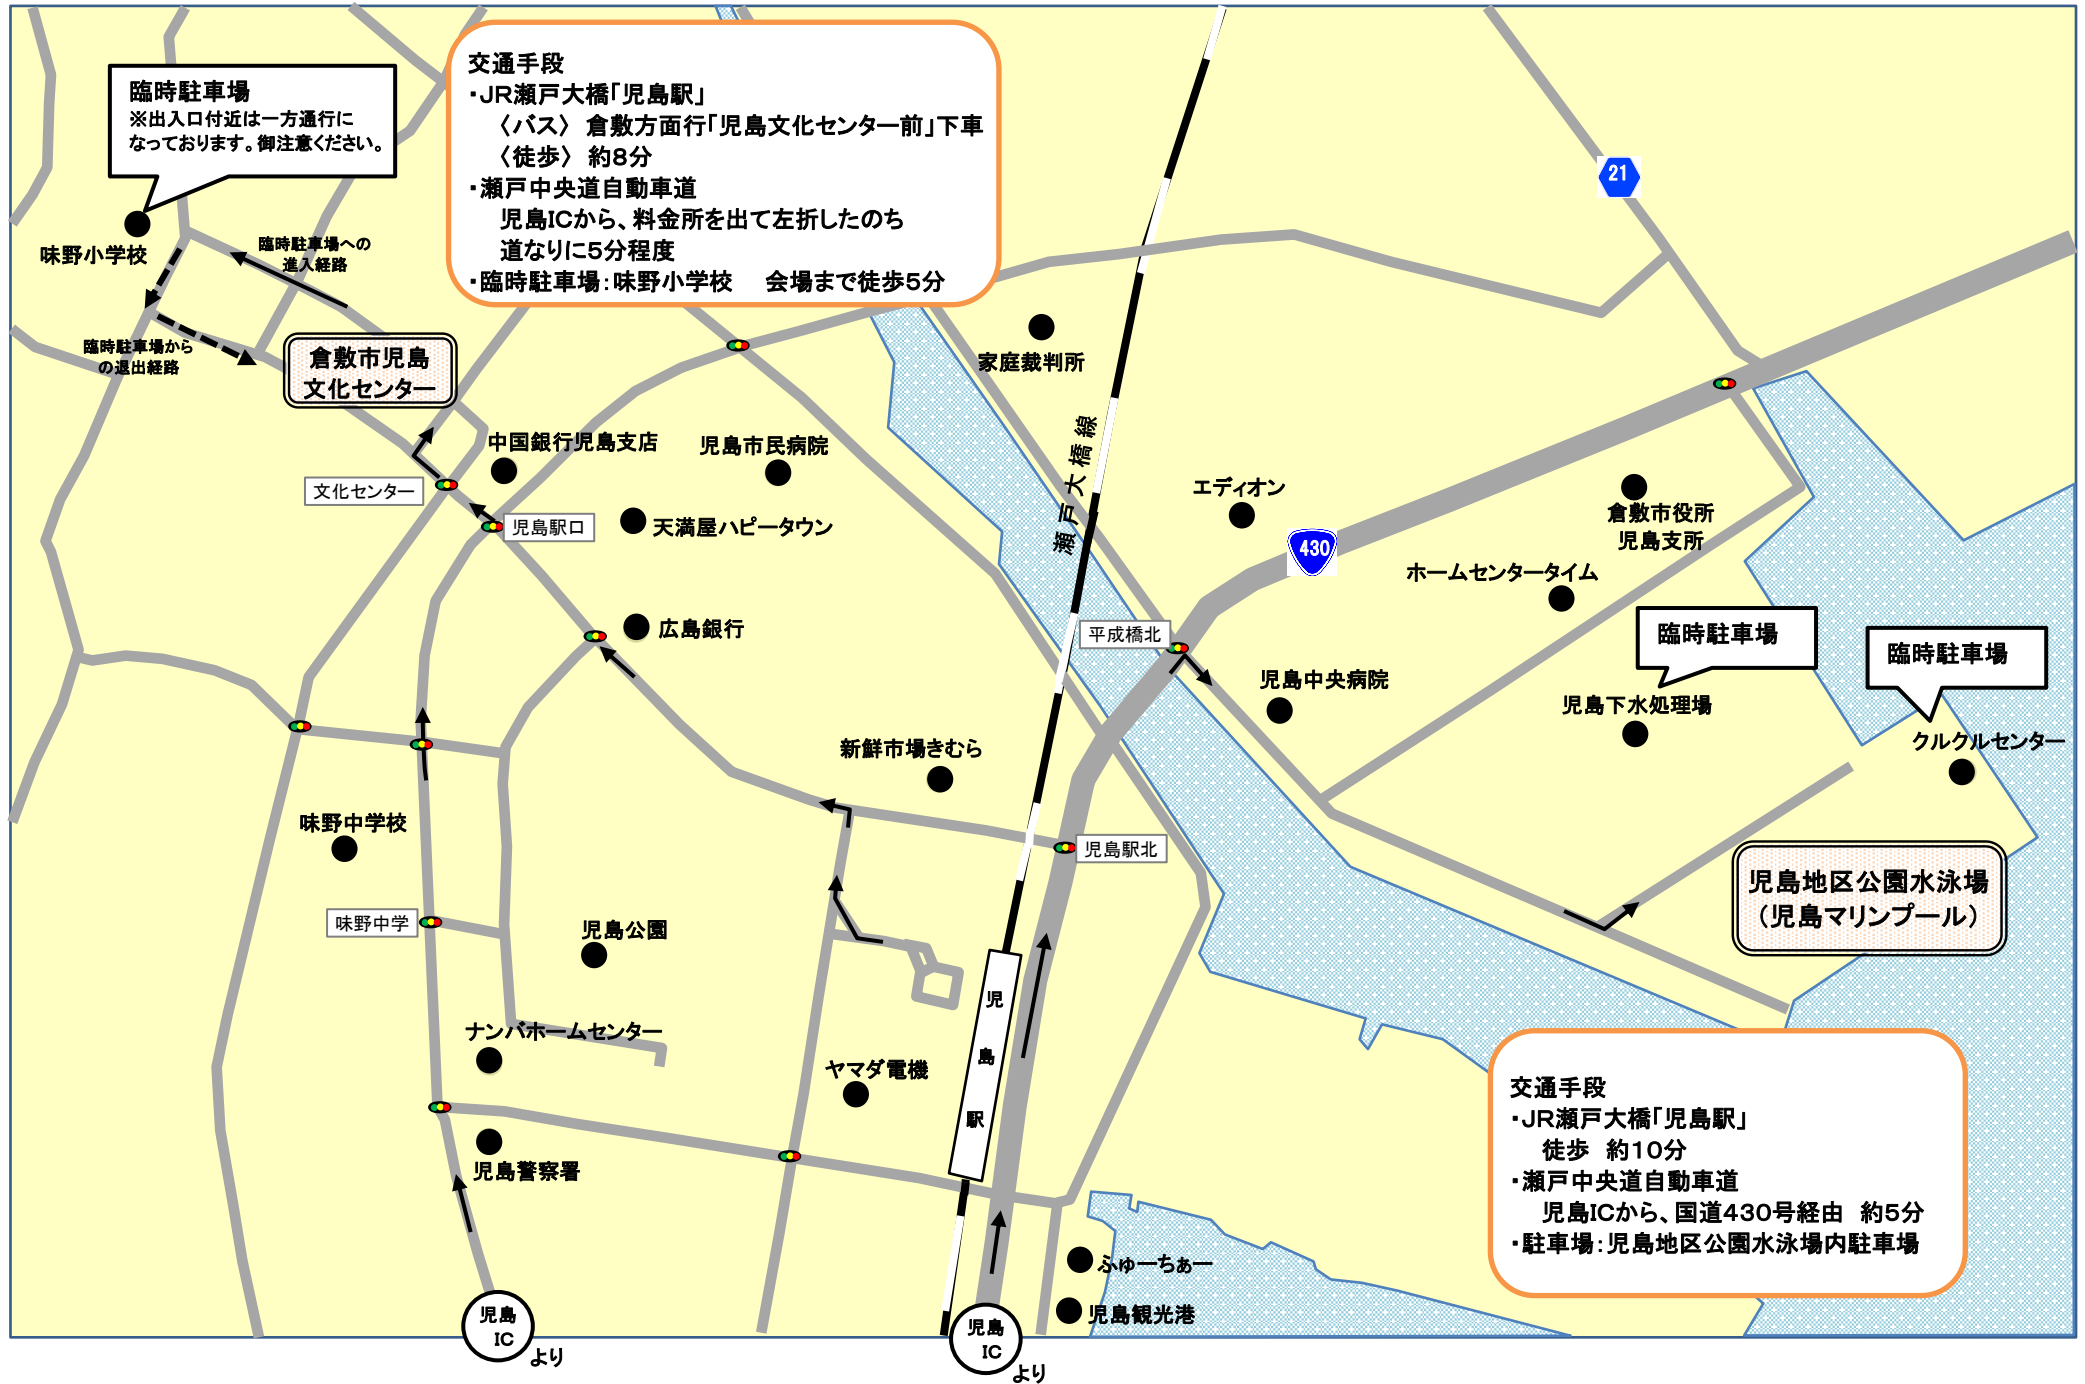 臨時駐車場
※出入口付近は一方通行に
なっております。御注意ください。
交通手段
・JR瀬戸大橋「児島駅」
〈バス〉 倉敷方面行「児島文化センター前」下車
〈徒歩〉 約8分
・瀬戸中央道自動車道
児島ICから、料金所を出て左折したのち
道なりに5分程度
・臨時駐車場：味野小学校 会場まで徒歩5分
21
味野小学校
臨時駐車場への
進入経路
臨時駐車場から
の退出経路
倉敷市児島
文化センター
家庭裁判所
中国銀行児島支店
児島市民病院
瀬戸大橋線
文化センター
児島駅口
天満屋ハピータウン
エディオン
430
倉敷市役所
児島支所
ホームセンタータイム
広島銀行
平成橋北
臨時駐車場
臨時駐車場
児島中央病院
児島下水処理場
クルクルセンター
新鮮市場きむら
味野中学校
児島駅北
児島地区公園水泳場
（児島マリンプール）
味野中学
児島公園
児島駅
ナンバホームセンター
ヤマダ電機
児島警察署
交通手段
・JR瀬戸大橋「児島駅」
徒歩 約10分
・瀬戸中央道自動車道
児島ICから、国道430号経由 約5分
・駐車場：児島地区公園水泳場内駐車場
ふゅーちぁー
児島観光港
児島
IC
より
児島
IC
より